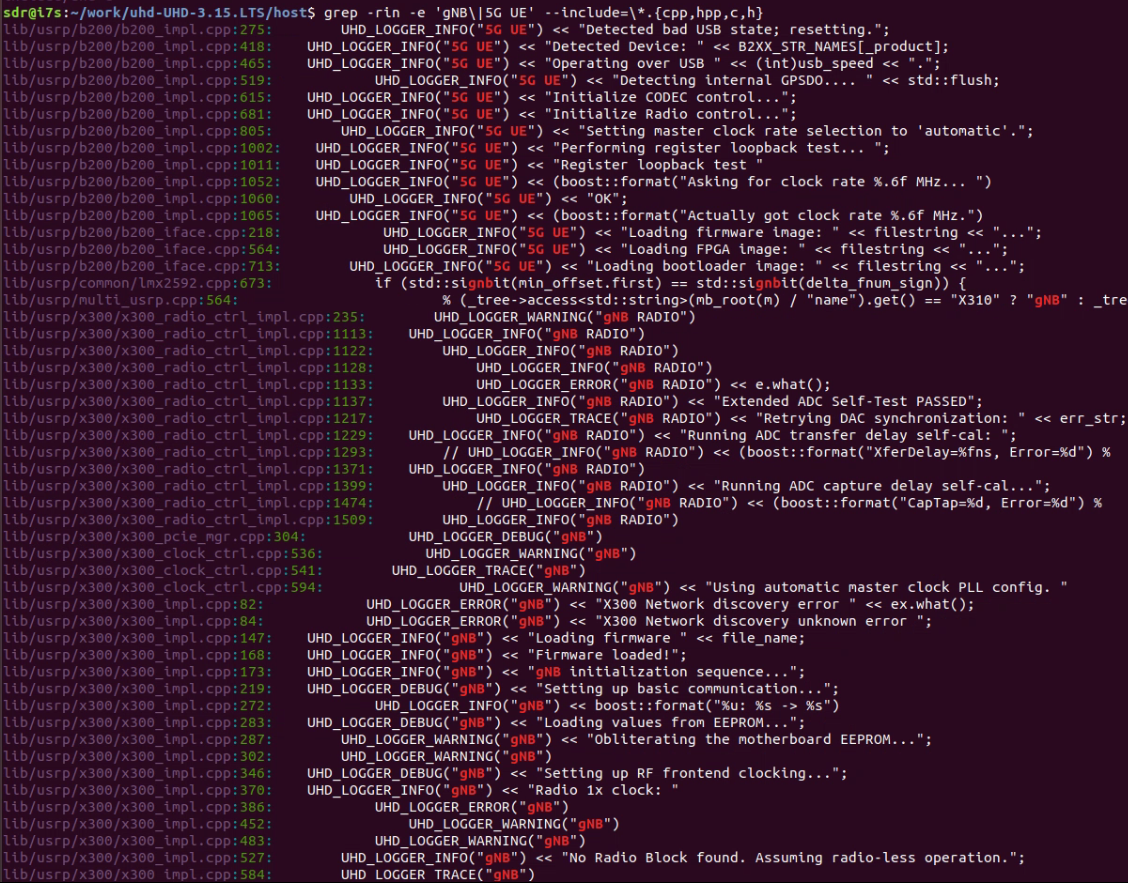 sdr@i7s:~/work/uhd-UHD-3.15.LTS/host$ grep -rin -e 'gNB\|5G UE' --include=\*.{cpp,hpp,c,h}
lib/usrp/b200/b200_impl.cpp:275: UHD_LOGGER_INFO("5G UE") << "Detected bad USB state; resetting.";
lib/usrp/b200/b200_impl.cpp:418: UHD_LOGGER_INFO("5G UE") << "Detected Device: " << B2XX_STR_NAMES[_product];
lib/usrp/b200/b200_impl.cpp:465: UHD_LOGGER_INFO("5G UE") << "Operating over USB " << (int)usb_speed << ".";
lib/usrp/b200/b200_impl.cpp:519: UHD_LOGGER_INFO("5G UE") << "Detecting internal GPSDO.... " << std::flush;
lib/usrp/b200/b200_impl.cpp:615: UHD_LOGGER_INFO("5G UE") << "Initialize CODEC control...";
lib/usrp/b200/b200_impl.cpp:681: UHD_LOGGER_INFO("5G UE") << "Initialize Radio control...";
lib/usrp/b200/b200_impl.cpp:805: UHD_LOGGER_INFO("5G UE") << "Setting master clock rate selection to 'automatic'.";
lib/usrp/b200/b200_impl.cpp:1002: UHD_LOGGER_INFO("5G UE") << "Performing register loopback test... ";
lib/usrp/b200/b200_impl.cpp:1011: UHD_LOGGER_INFO("5G UE") << "Register loopback test "
lib/usrp/b200/b200_impl.cpp:1052: UHD_LOGGER_INFO("5G UE") << (boost::format("Asking for clock rate %.6f MHz... ")
lib/usrp/b200/b200_impl.cpp:1060: UHD_LOGGER_INFO("5G UE") << "OK";
lib/usrp/b200/b200_impl.cpp:1065: UHD_LOGGER_INFO("5G UE") << (boost::format("Actually got clock rate %.6f MHz.")
lib/usrp/b200/b200_iface.cpp:218: UHD_LOGGER_INFO("5G UE") << "Loading firmware image: " << filestring << "...";
lib/usrp/b200/b200_iface.cpp:564: UHD_LOGGER_INFO("5G UE") << "Loading FPGA image: " << filestring << "...";
lib/usrp/b200/b200_iface.cpp:713: UHD_LOGGER_INFO("5G UE") << "Loading bootloader image: " << filestring << "...";
lib/usrp/common/lmx2592.cpp:673: if (std::signbit(min_offset.first) == std::signbit(delta_fnum_sign)) {
lib/usrp/multi_usrp.cpp:564: % (_tree->access<std::string>(mb_root(m) / "name").get() == "X310" ? "gNB" : _tre
lib/usrp/x300/x300_radio_ctrl_impl.cpp:235: UHD_LOGGER_WARNING("gNB RADIO")
lib/usrp/x300/x300_radio_ctrl_impl.cpp:1113: UHD_LOGGER_INFO("gNB RADIO")
lib/usrp/x300/x300_radio_ctrl_impl.cpp:1122: UHD_LOGGER_INFO("gNB RADIO")
lib/usrp/x300/x300_radio_ctrl_impl.cpp:1128: UHD_LOGGER_INFO("gNB RADIO")
lib/usrp/x300/x300_radio_ctrl_impl.cpp:1133: UHD_LOGGER_ERROR("gNB RADIO") << e.what();
lib/usrp/x300/x300_radio_ctrl_impl.cpp:1137: UHD_LOGGER_INFO("gNB RADIO") << "Extended ADC Self-Test PASSED";
lib/usrp/x300/x300_radio_ctrl_impl.cpp:1217: UHD_LOGGER_TRACE("gNB RADIO") << "Retrying DAC synchronization: " << err_str;
lib/usrp/x300/x300_radio_ctrl_impl.cpp:1229: UHD_LOGGER_INFO("gNB RADIO") << "Running ADC transfer delay self-cal: ";
lib/usrp/x300/x300_radio_ctrl_impl.cpp:1293: // UHD_LOGGER_INFO("gNB RADIO") << (boost::format("XferDelay=%fns, Error=%d") %
lib/usrp/x300/x300_radio_ctrl_impl.cpp:1371: UHD_LOGGER_INFO("gNB RADIO")
lib/usrp/x300/x300_radio_ctrl_impl.cpp:1399: UHD_LOGGER_INFO("gNB RADIO") << "Running ADC capture delay self-cal...";
lib/usrp/x300/x300_radio_ctrl_impl.cpp:1474: // UHD_LOGGER_INFO("gNB RADIO") << (boost::format("CapTap=%d, Error=%d") %
lib/usrp/x300/x300_radio_ctrl_impl.cpp:1509: UHD_LOGGER_INFO("gNB RADIO")
lib/usrp/x300/x300_pcie_mgr.cpp:304: UHD_LOGGER_DEBUG("gNB")
lib/usrp/x300/x300_clock_ctrl.cpp:536: UHD_LOGGER_WARNING("gNB")
lib/usrp/x300/x300_clock_ctrl.cpp:541: UHD_LOGGER_TRACE("gNB")
lib/usrp/x300/x300_clock_ctrl.cpp:594: UHD_LOGGER_WARNING("gNB") << "Using automatic master clock PLL config. "
lib/usrp/x300/x300_impl.cpp:82: UHD_LOGGER_ERROR("gNB") << "X300 Network discovery error " << ex.what();
lib/usrp/x300/x300_impl.cpp:84: UHD_LOGGER_ERROR("gNB") << "X300 Network discovery unknown error ";
lib/usrp/x300/x300_impl.cpp:147: UHD_LOGGER_INFO("gNB") << "Loading firmware " << file_name;
lib/usrp/x300/x300_impl.cpp:168: UHD_LOGGER_INFO("gNB") << "Firmware loaded!";
lib/usrp/x300/x300_impl.cpp:173: UHD_LOGGER_INFO("gNB") << "gNB initialization sequence...";
lib/usrp/x300/x300_impl.cpp:219: UHD_LOGGER_DEBUG("gNB") << "Setting up basic communication...";
lib/usrp/x300/x300_impl.cpp:272: UHD_LOGGER_INFO("gNB") << boost::format("%u: %s -> %s")
lib/usrp/x300/x300_impl.cpp:283: UHD_LOGGER_DEBUG("gNB") << "Loading values from EEPROM...";
lib/usrp/x300/x300_impl.cpp:287: UHD_LOGGER_WARNING("gNB") << "Obliterating the motherboard EEPROM...";
lib/usrp/x300/x300_impl.cpp:302: UHD_LOGGER_WARNING("gNB")
lib/usrp/x300/x300_impl.cpp:346: UHD_LOGGER_DEBUG("gNB") << "Setting up RF frontend clocking...";
lib/usrp/x300/x300_impl.cpp:370: UHD_LOGGER_INFO("gNB") << "Radio 1x clock: "
lib/usrp/x300/x300_impl.cpp:386: UHD_LOGGER_ERROR("gNB")
lib/usrp/x300/x300_impl.cpp:452: UHD_LOGGER_WARNING("gNB")
lib/usrp/x300/x300_impl.cpp:483: UHD_LOGGER_WARNING("gNB")
lib/usrp/x300/x300_impl.cpp:527: UHD_LOGGER_INFO("gNB") << "No Radio Block found. Assuming radio-less operation.";
lib/usrp/x300/x300_impl.cpp:584: UHD_LOGGER_TRACE("gNB")